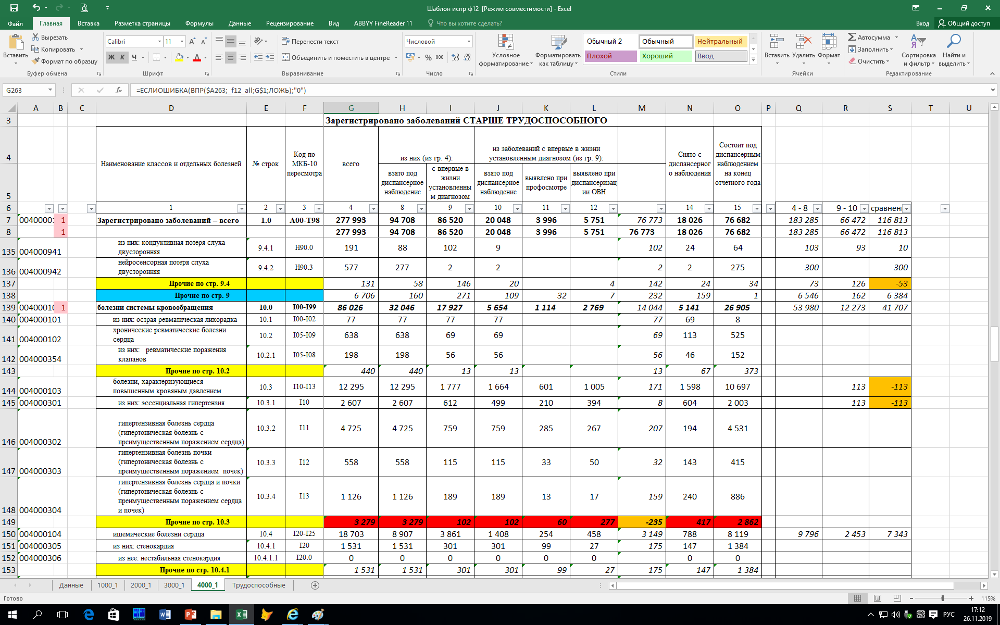 Шаблон испр ф12  [Режим совместимости] - Excel
Файл Главная Вставка Разметка страницы Формулы Данные Рецензирование Вид ABBYY FineReader 11 Что вы хотите сделать? Вход Общий доступ
Вставить
Вырезать
Копировать
Формат по образцу
Буфер обмена
Calibri 11
Ж К Ч
Шрифт
Перенести текст
Объединить и поместить в центре
Выравнивание
Числовой
% 000
Число
Условное форматирование
Форматировать как таблицу
Обычный 2 Обычный Нейтральный
Плохой Хороший Ввод
Стили
Вставить Удалить Формат
Ячейки
Автосумма
Заполнить
Очистить
Сортировка и фильтр
Найти и выделить
Редактирование
G263 fx =ЕСЛИОШИБКА(ВПР($A263;_f12_all;G$1;ЛОЖЬ);"0")
A B C D E F G H I J K L M N O P Q R S T U
3 Зарегистрировано заболеваний СТАРШЕ ТРУДОСПОСОБНОГО
4
5
Наименование классов и отдельных болезней
№ строк
Код по МКБ-10 пересмотра
всего
из них (из гр. 4):
взято под диспансерное наблюдение
с впервые в жизни установленным диагнозом
из заболеваний с впервые в жизни установленным диагнозом (из гр. 9):
взято под диспансерное наблюдение
выявлено при профосмотре
выявлено при диспансеризации ОВН
Снято с диспансерного наблюдения
Состоит под диспансерным наблюдением на конец отчетного года
6 1 2 3 4 8 9 10 11 12 14 15 4 - 8 9 - 10 сравнени
7 0040001 1 Зарегистрировано заболеваний – всего 1.0 A00-T98 277 993 94 708 86 520 20 048 3 996 5 751 76 773 18 026 76 682 183 285 66 472 116 813
8 1 277 993 94 708 86 520 20 048 3 996 5 751 76 773 18 026 76 682 183 285 66 472 116 813
135 004000941 из них: кондуктивная потеря слуха двусторонняя 9.4.1 H90.0 191 88 102 9 102 24 64 103 93 10
136 004000942 нейросенсорная потеря слуха двусторонняя 9.4.2 H90.3 577 277 2 2 2 2 275 300 300
137 Прочие по стр. 9.4 131 58 146 20 4 142 24 34 73 126 -53
138 Прочие по стр. 9 6 706 160 271 109 32 7 232 159 1 6 546 162 6 384
139 0040001 1 болезни системы кровообращения 10.0 I00-I99 86 026 32 046 17 927 5 654 1 114 2 769 14 044 5 141 26 905 53 980 12 273 41 707
140 004000101 из них: острая ревматическая лихорадка 10.1 I00-I02 77 77 77 77 77 69 8
141 004000102 хронические ревматические болезни сердца 10.2 I05-I09 638 638 69 69 69 113 525
142 004000354 из них:   ревматические поражения клапанов 10.2.1 I05-I08 198 198 56 56 56 46 152
143 Прочие по стр. 10.2 440 440 13 13 13 67 373
144 004000103 болезни, характеризующиеся повышенным кровяным давлением 10.3 I10-I13 12 295 12 295 1 777 1 664 601 1 005 171 1 598 10 697 113 -113
145 004000301 из них: эссенциальная гипертензия 10.3.1 I10 2 607 2 607 612 499 210 394 8 604 2 003 113 -113
146 004000302 гипертензивная болезнь сердца (гипертоническая болезнь с преимущественным поражением сердца) 10.3.2 I11 4 725 4 725 759 759 285 267 207 194 4 531
147 004000303 гипертензивная болезнь почки (гипертоническая болезнь с преимущественным поражением  почек) 10.3.3 I12 558 558 115 115 33 50 32 143 415
148 004000304 гипертензивная болезнь сердца и почки (гипертоническая болезнь с преимущественным поражением сердца и почек) 10.3.4 I13 1 126 1 126 189 189 13 17 159 240 886
149 Прочие по стр. 10.3 3 279 3 279 102 102 60 277 -235 417 2 862
150 004000104 ишемические болезни сердца 10.4 I20-I25 18 703 8 907 3 861 1 408 254 458 3 149 788 8 119 9 796 2 453 7 343
151 004000305 из них: стенокардия 10.4.1 I20 1 531 1 531 301 301 99 27 175 147 1 384
152 004000306 из нее: нестабильная стенокардия 10.4.1.1 I20.0 0 0 0 0 0 0 0 0
153 Прочие по стр. 10.4.1 1 531 1 531 301 301 99 27 175 147 1 384
Данные 1000_1 2000_1 3000_1 4000_1 Трудоспособные
Готово 115%
РУС 17:12
26.11.2019